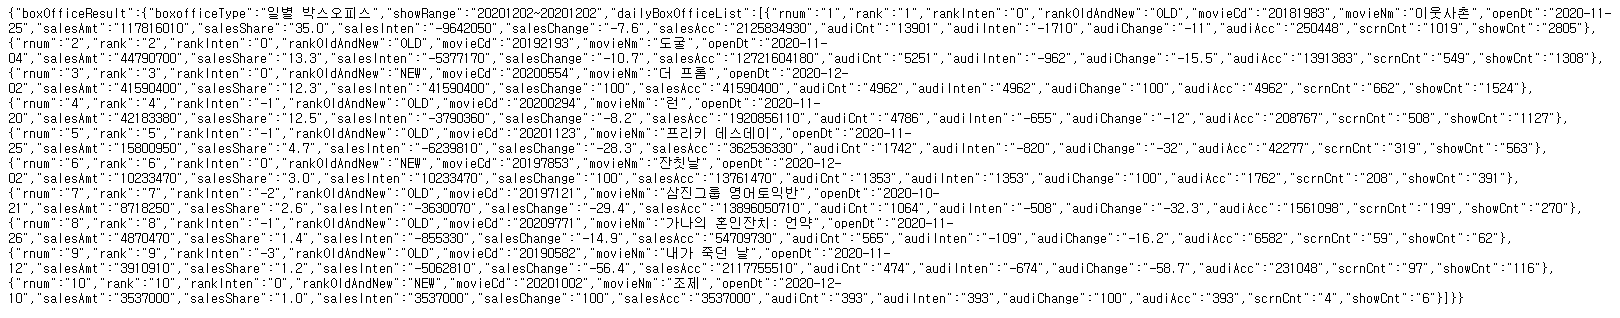 {"boxOfficeResult":{"boxofficeType":"일별 박스오피스","showRange":"20201202~20201202","dailyBoxOfficeList":[{"rnum":"1","rank":"1","rankInten":"0","rankOldAndNew":"OLD","movieCd":"20181983","movieNm":"이웃사촌","openDt":"2020-11-
25","salesAmt":"117816010","salesShare":"35.0","salesInten":"-9642050","salesChange":"-7.6","salesAcc":"2125834930","audiCnt":"13901","audiInten":"-1710","audiChange":"-11","audiAcc":"250448","scrnCnt":"1019","showCnt":"2805"},
{"rnum":"2","rank":"2","rankInten":"0","rankOldAndNew":"OLD","movieCd":"20192193","movieNm":"도굴","openDt":"2020-11-
04","salesAmt":"44790700","salesShare":"13.3","salesInten":"-5377170","salesChange":"-10.7","salesAcc":"12721604180","audiCnt":"5251","audiInten":"-962","audiChange":"-15.5","audiAcc":"1391383","scrnCnt":"549","showCnt":"1308"},
{"rnum":"3","rank":"3","rankInten":"0","rankOldAndNew":"NEW","movieCd":"20200554","movieNm":"더 프롬","openDt":"2020-12-
02","salesAmt":"41590400","salesShare":"12.3","salesInten":"41590400","salesChange":"100","salesAcc":"41590400","audiCnt":"4962","audiInten":"4962","audiChange":"100","audiAcc":"4962","scrnCnt":"662","showCnt":"1524"},
{"rnum":"4","rank":"4","rankInten":"-1","rankOldAndNew":"OLD","movieCd":"20200294","movieNm":"런","openDt":"2020-11-
20","salesAmt":"42183380","salesShare":"12.5","salesInten":"-3790360","salesChange":"-8.2","salesAcc":"1920856110","audiCnt":"4786","audiInten":"-655","audiChange":"-12","audiAcc":"208767","scrnCnt":"508","showCnt":"1127"},
{"rnum":"5","rank":"5","rankInten":"-1","rankOldAndNew":"OLD","movieCd":"20201123","movieNm":"프리키 데스데이","openDt":"2020-11-
25","salesAmt":"15800950","salesShare":"4.7","salesInten":"-6239810","salesChange":"-28.3","salesAcc":"362536330","audiCnt":"1742","audiInten":"-820","audiChange":"-32","audiAcc":"42277","scrnCnt":"319","showCnt":"563"},
{"rnum":"6","rank":"6","rankInten":"0","rankOldAndNew":"NEW","movieCd":"20197853","movieNm":"잔칫날","openDt":"2020-12-
02","salesAmt":"10233470","salesShare":"3.0","salesInten":"10233470","salesChange":"100","salesAcc":"13761470","audiCnt":"1353","audiInten":"1353","audiChange":"100","audiAcc":"1762","scrnCnt":"208","showCnt":"391"},
{"rnum":"7","rank":"7","rankInten":"-2","rankOldAndNew":"OLD","movieCd":"20197121","movieNm":"삼진그룹 영어토익반","openDt":"2020-10-
21","salesAmt":"8718250","salesShare":"2.6","salesInten":"-3630070","salesChange":"-29.4","salesAcc":"13896050710","audiCnt":"1064","audiInten":"-508","audiChange":"-32.3","audiAcc":"1561098","scrnCnt":"199","showCnt":"270"},
{"rnum":"8","rank":"8","rankInten":"-1","rankOldAndNew":"OLD","movieCd":"20209771","movieNm":"가나의 혼인잔치: 언약","openDt":"2020-11-
26","salesAmt":"4870470","salesShare":"1.4","salesInten":"-855330","salesChange":"-14.9","salesAcc":"54709730","audiCnt":"565","audiInten":"-109","audiChange":"-16.2","audiAcc":"6582","scrnCnt":"59","showCnt":"62"},
{"rnum":"9","rank":"9","rankInten":"-3","rankOldAndNew":"OLD","movieCd":"20190582","movieNm":"내가 죽던 날","openDt":"2020-11-
12","salesAmt":"3910910","salesShare":"1.2","salesInten":"-5062810","salesChange":"-56.4","salesAcc":"2117755510","audiCnt":"474","audiInten":"-674","audiChange":"-58.7","audiAcc":"231048","scrnCnt":"97","showCnt":"116"},
{"rnum":"10","rank":"10","rankInten":"0","rankOldAndNew":"NEW","movieCd":"20201002","movieNm":"조제","openDt":"2020-12-
10","salesAmt":"3537000","salesShare":"1.0","salesInten":"3537000","salesChange":"100","salesAcc":"3537000","audiCnt":"393","audiInten":"393","audiChange":"100","audiAcc":"393","scrnCnt":"4","showCnt":"6"}]}}